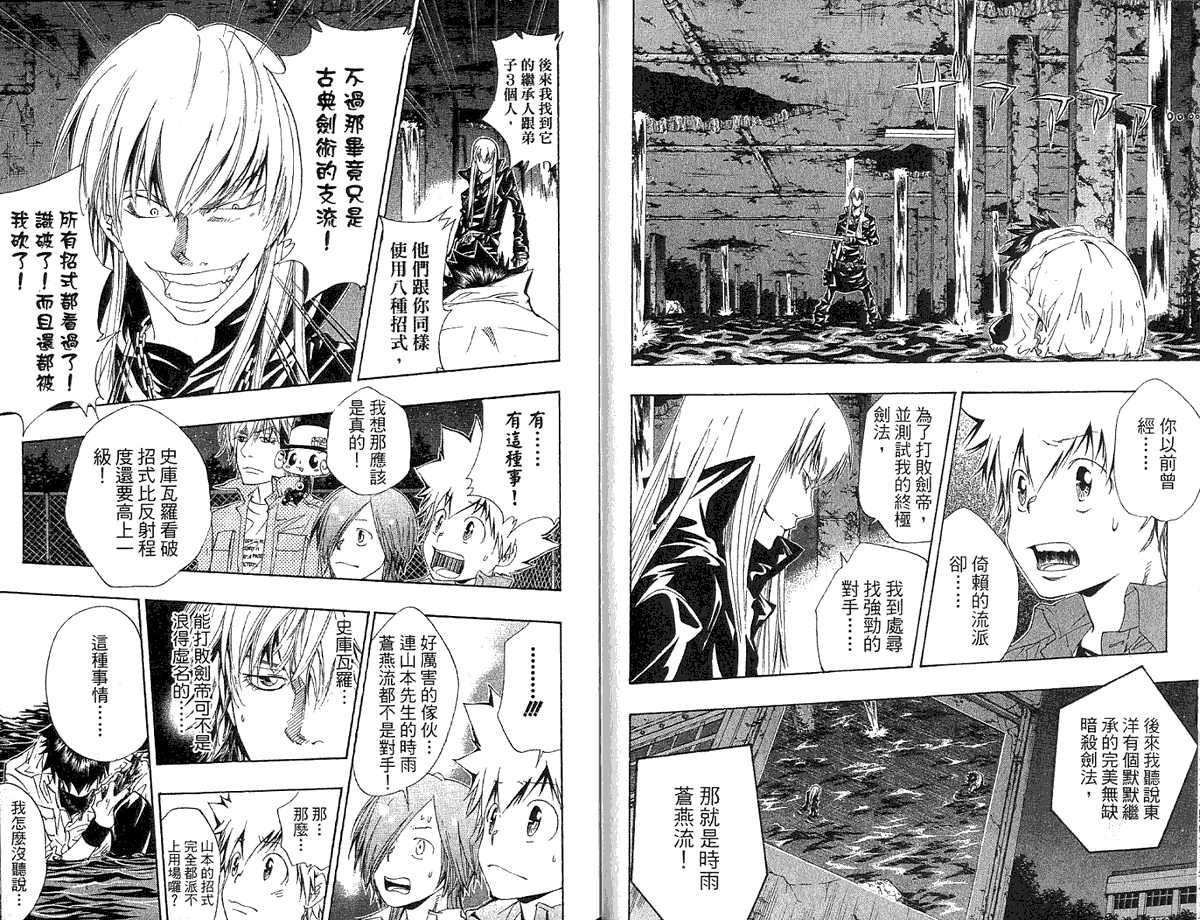 ザァァァ
你以前曾
經……
倚賴的流派
卻……
為了打敗劍帝，
並測試我的終極
劍法，
我到處尋
找強勁的
對手……
後來我聽說東
洋有個默默繼
承的完美無缺
暗殺劍法，
那就是時雨
蒼燕流！
後來我找到它
的繼承人跟弟
子3個人，
他們跟你同樣
使用八種招式，
不過那畢竟只是
古典劍術的支流！
所有招式都看過了！
識破了！而且還都被
我砍了！
有……
有這種事！
我想那應該
是真的！
史庫瓦羅看破
招式比反射程
度還要高上一
級！
……!!!
好厲害的傢伙…
連山本先生的時雨
蒼燕流都不是對手！
史庫瓦羅…
能打敗劍帝可不是
浪得虛名的……
那…
那麼…
山本的招式
完全都派不
上用場囉？
這種事情……
我怎麼沒聽說…